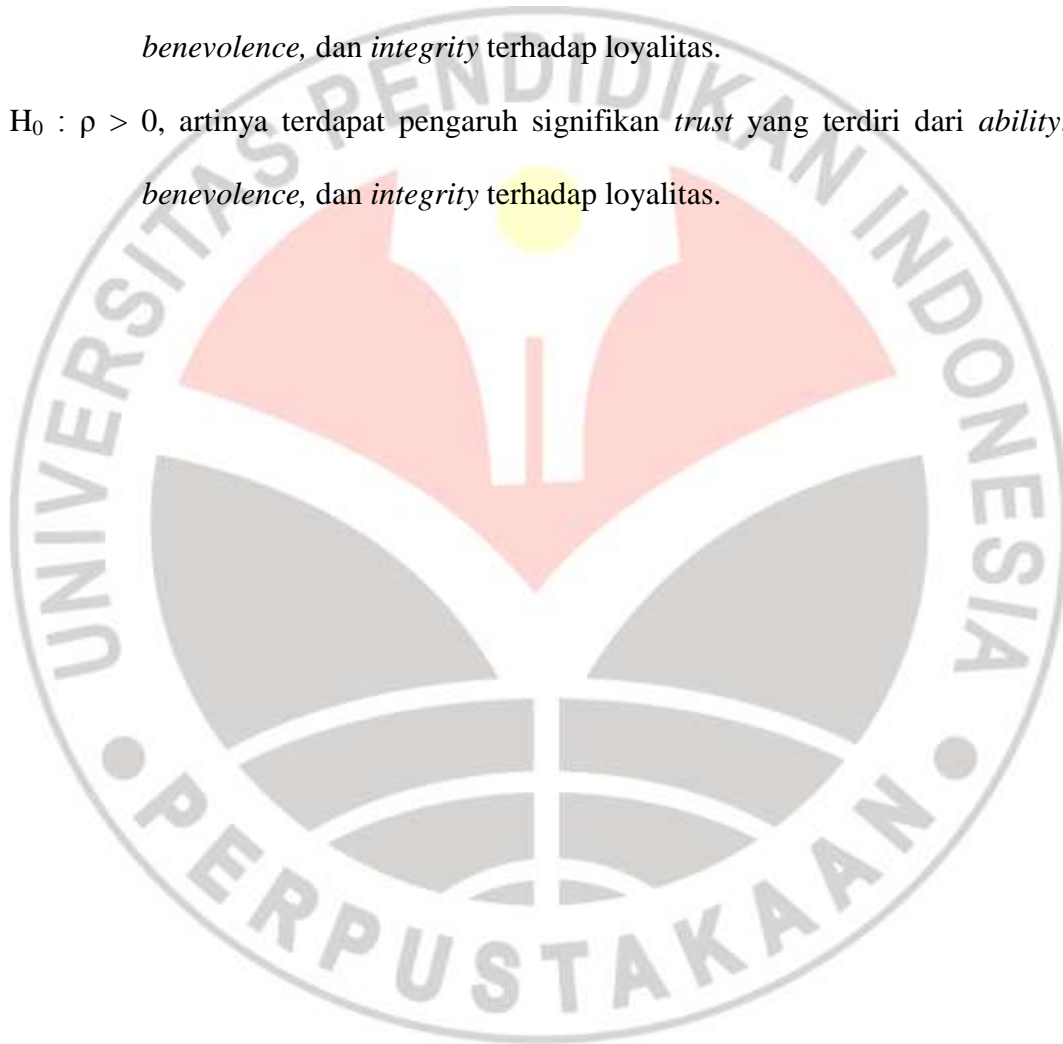 benevolence, dan integrity terhadap loyalitas.
H₀ : ρ > 0, artinya terdapat pengaruh signifikan trust yang terdiri dari ability,
benevolence, dan integrity terhadap loyalitas.
UNIVERSITAS PENDIDIKAN INDONESIA
PERPUSTAKAAN